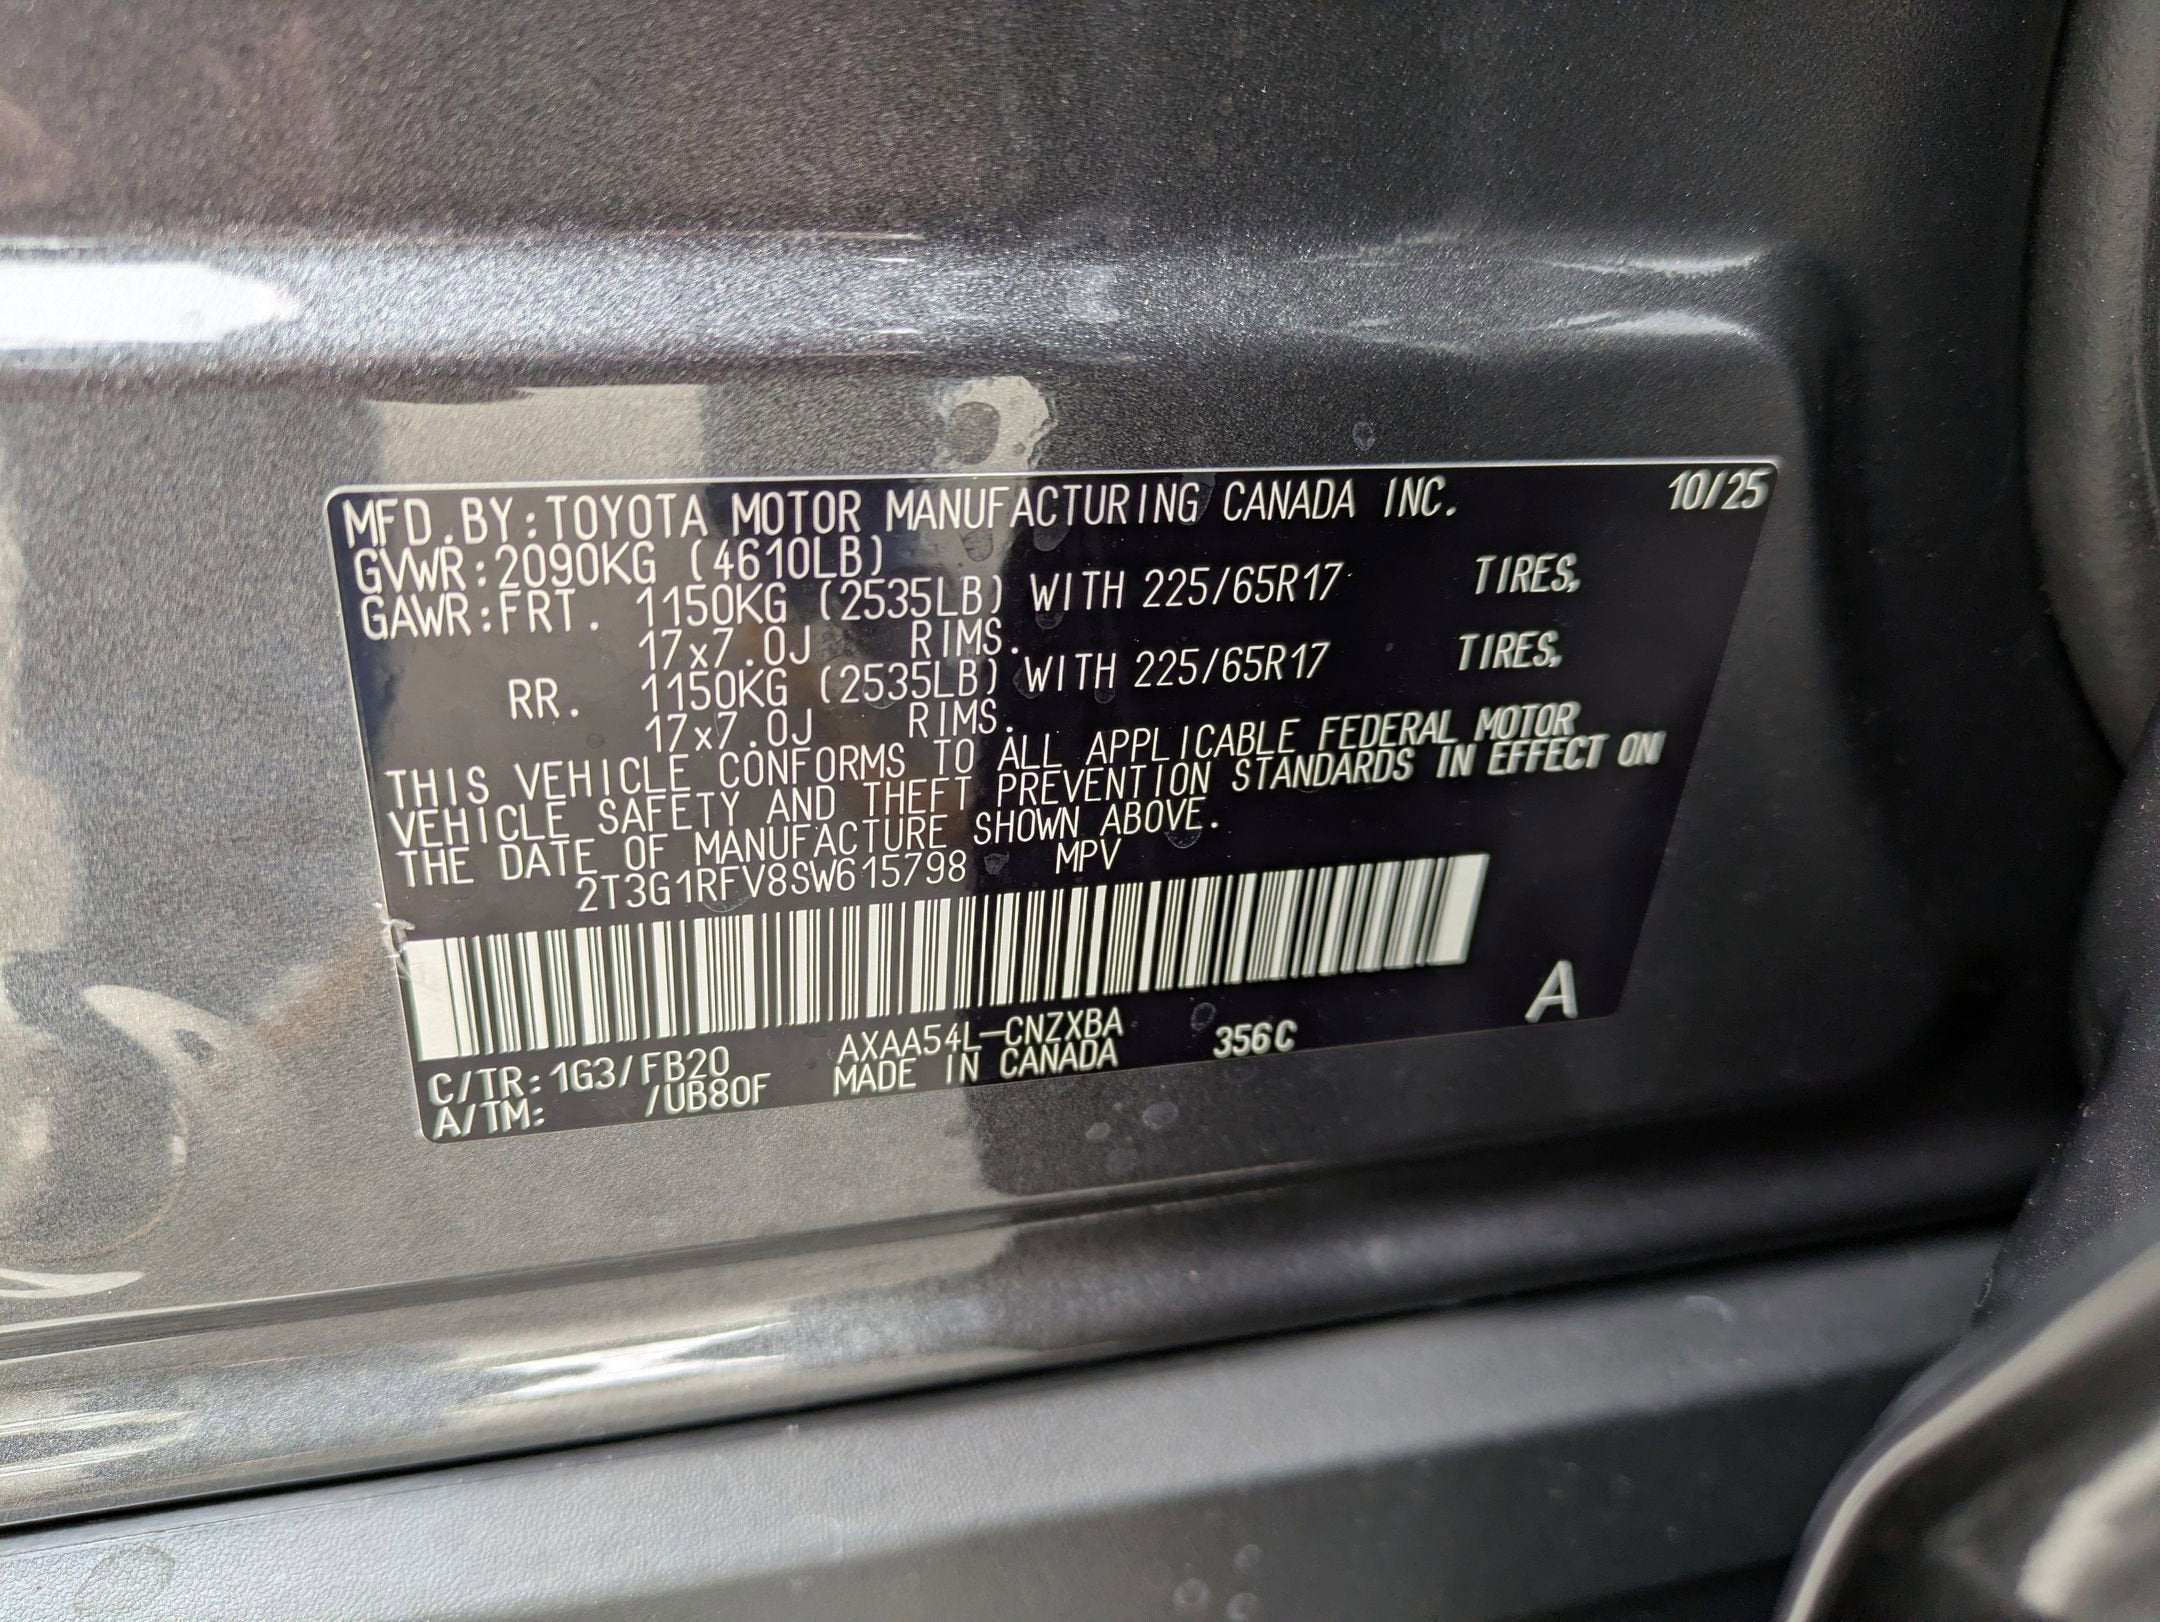 MFD.BY:TOYOTA MOTOR MANUFACTURING CANADA INC. 10/25
GVWR:2090KG (4610LB)
GAWR:FRT. 1150KG (2535LB) WITH 225/65R17 TIRES,
17x7.0J RIMS.
RR. 1150KG (2535LB) WITH 225/65R17 TIRES,
17x7.0J RIMS.
THIS VEHICLE CONFORMS TO ALL APPLICABLE FEDERAL MOTOR
VEHICLE SAFETY AND THEFT PREVENTION STANDARDS IN EFFECT ON
THE DATE OF MANUFACTURE SHOWN ABOVE.
2T3G1RFV8SW615798 MPV
A
C/TR:1G3/FB20 AXAA54L-CNZXBA 356C
A/TM: /UB80F MADE IN CANADA